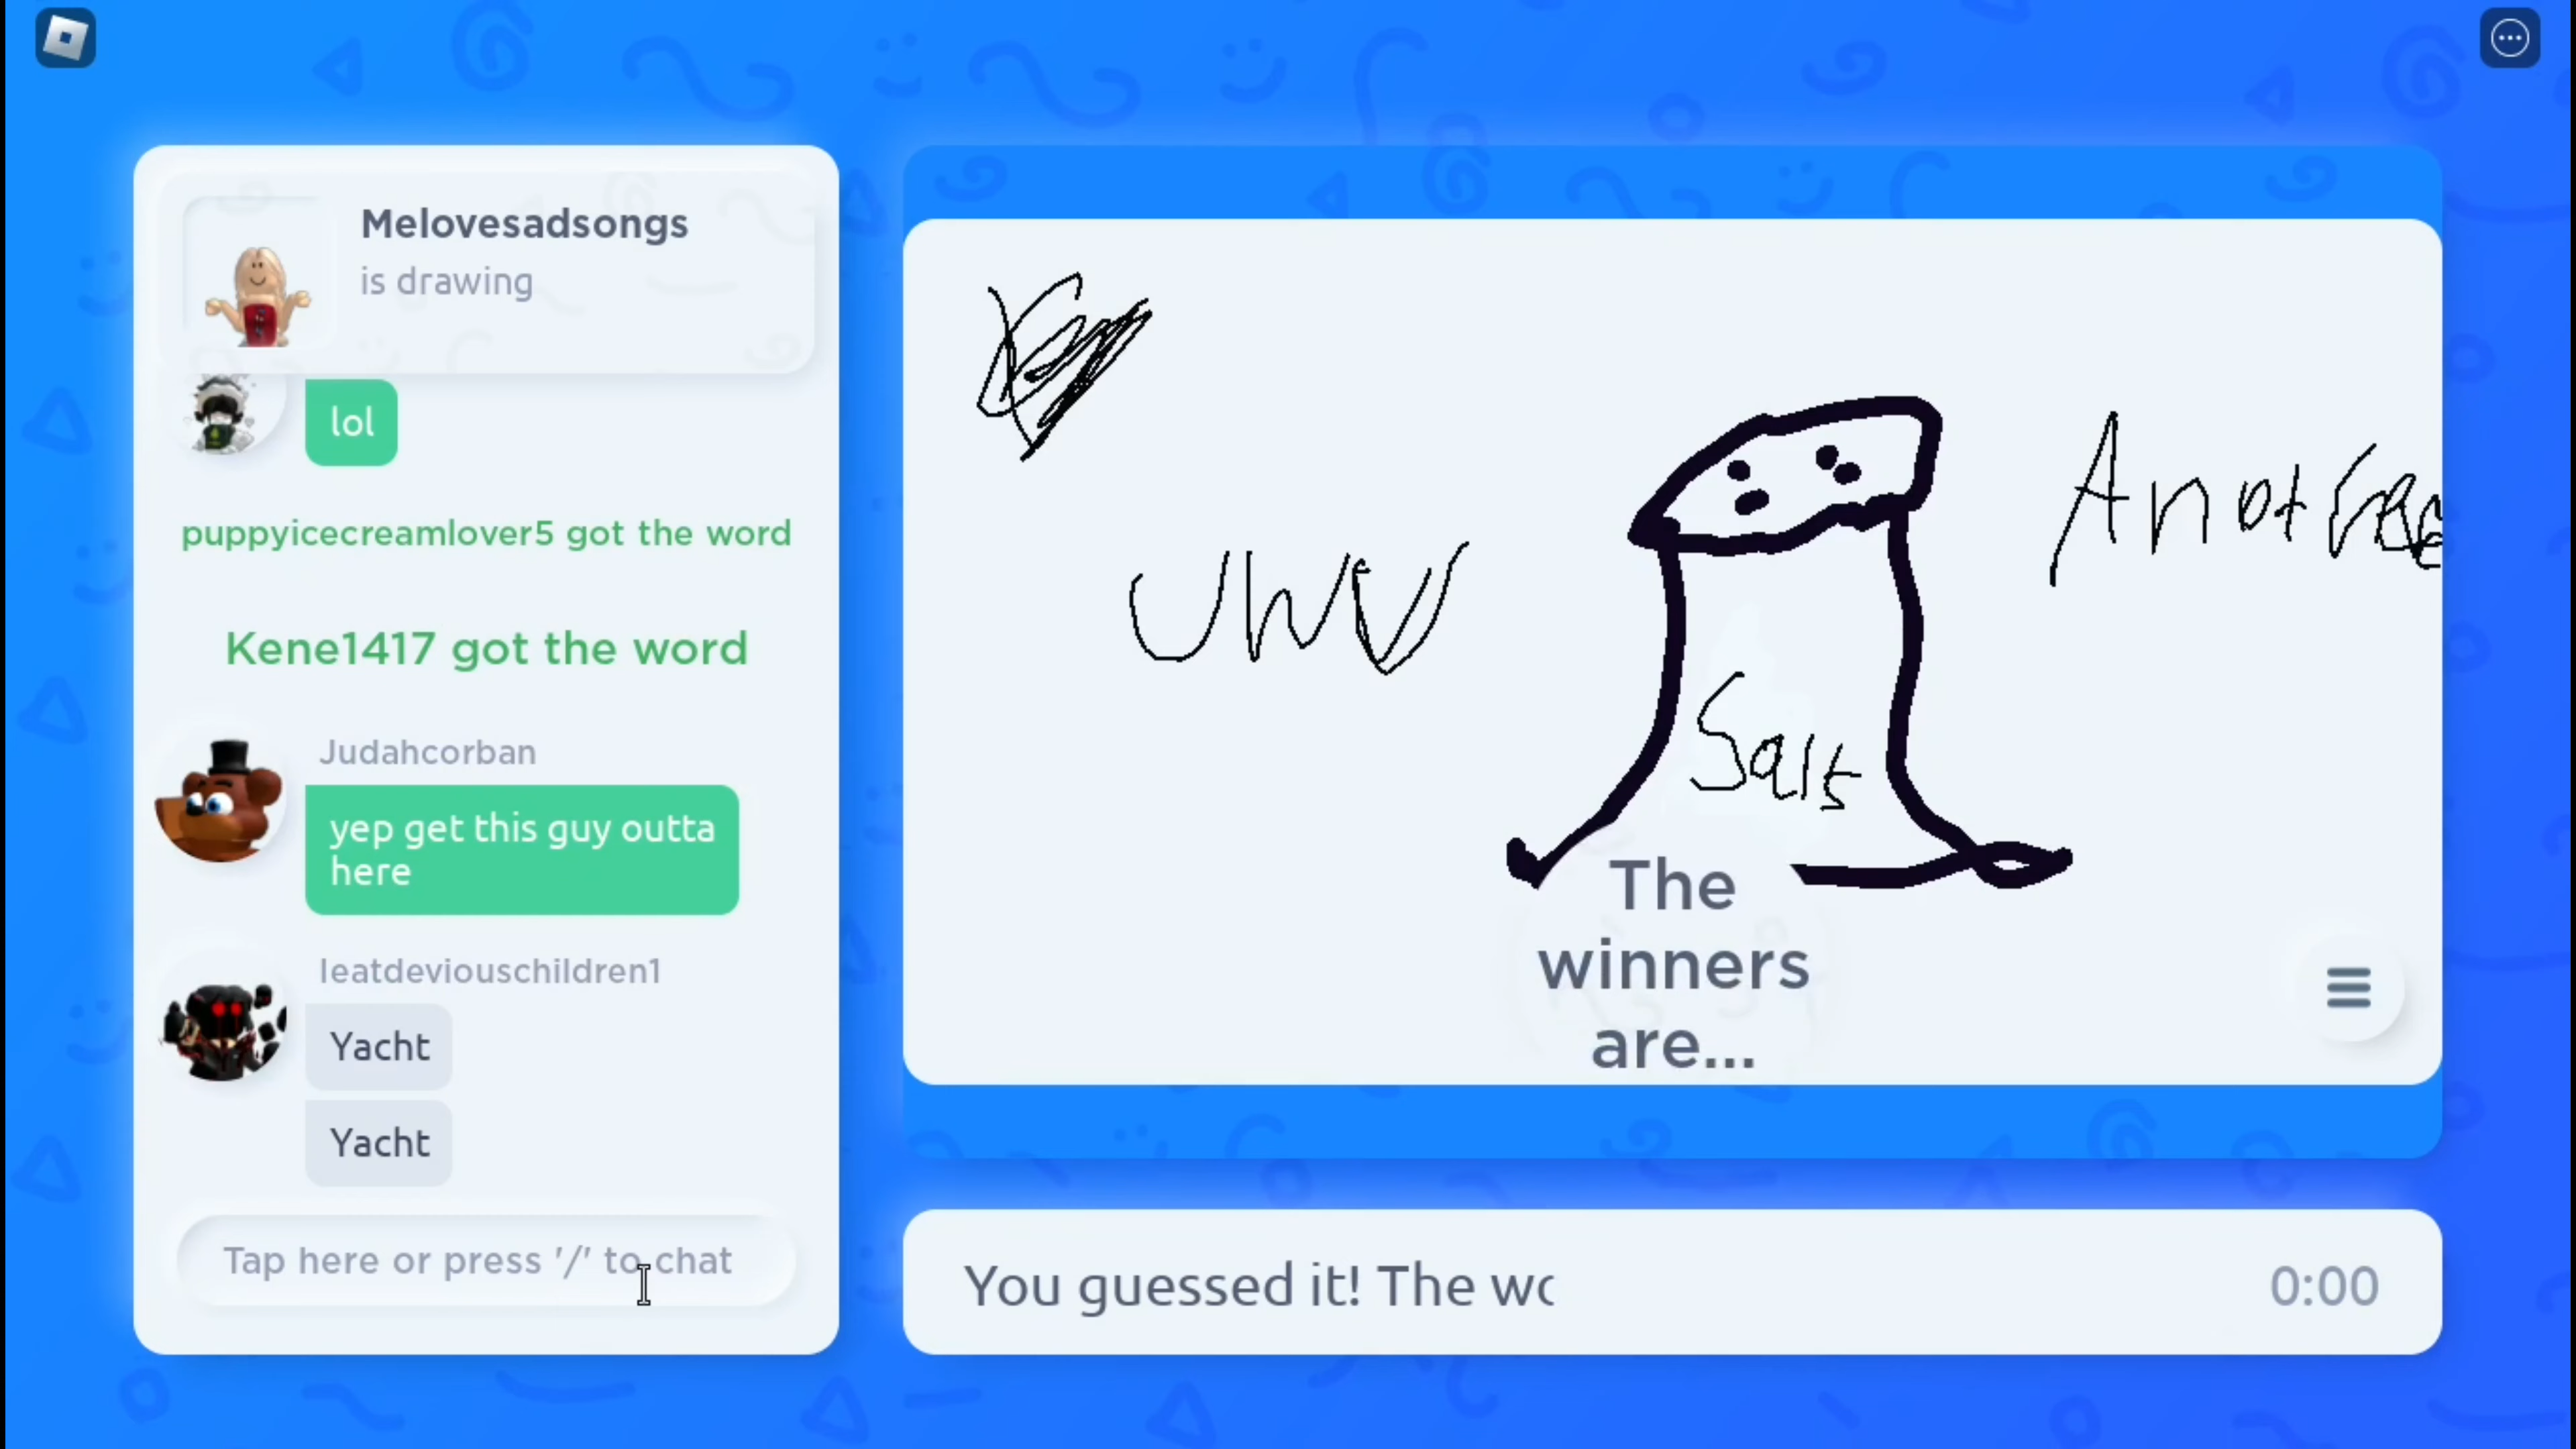 Melovesadsongs
is drawing
lol
puppyicecreamlover5 got the word
Kene1417 got the word
Judahcorban
yep get this guy outta
here
Ieatdeviouschildren1
Yacht
Yacht
Tap here or press '/' to chat
Salt
The
winners
are...
You guessed it! The wo
0:00